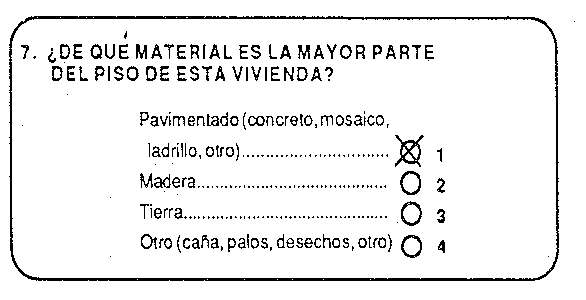 7. ¿DE QUÉ MATERIAL ES LA MAYOR PARTE
DEL PISO DE ESTA VIVIENDA?
Pavimentado (concreto, mosaico,
ladrillo, otro).............................. 1
Madera....................................... 2
Tierra.......................................... 3
Otro (caña, palos, desechos, otro) 4